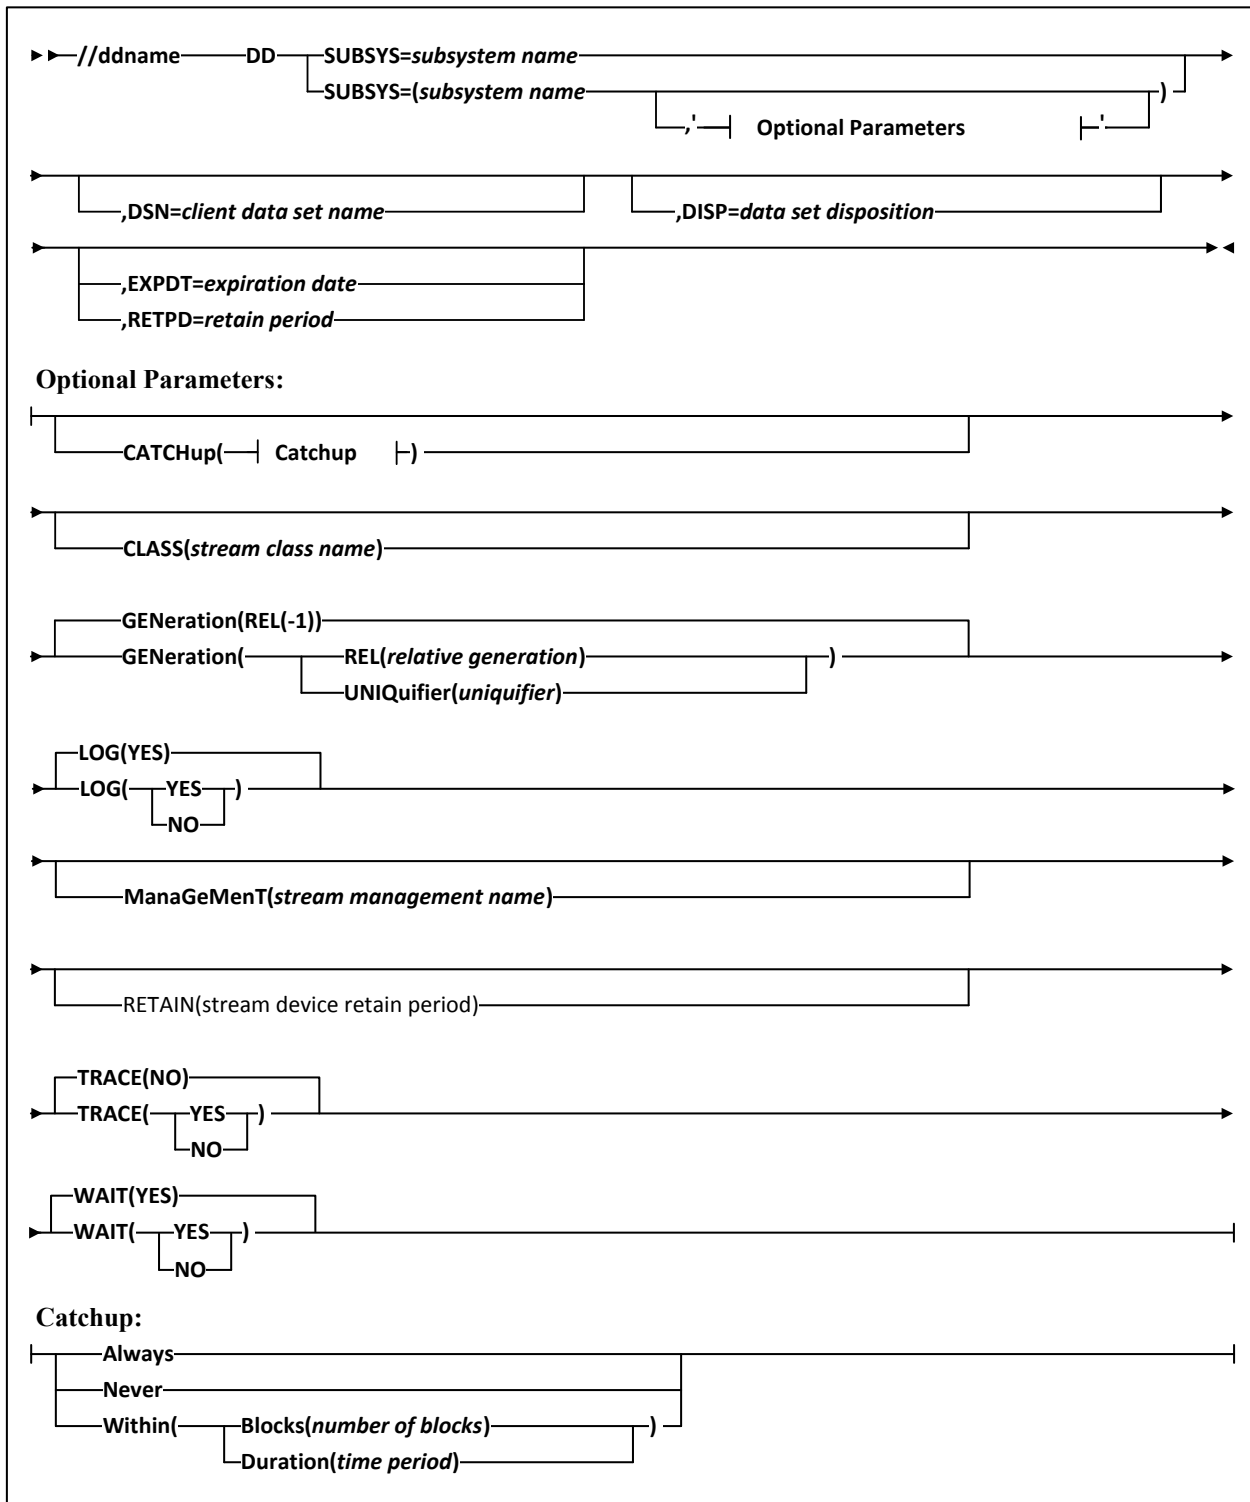 //ddname DD SUBSYS=subsystem name
SUBSYS=(subsystem name )
,' Optional Parameters '
,DSN=client data set name ,DISP=data set disposition
,EXPDT=expiration date
,RETPD=retain period
Optional Parameters:
CATCHup( Catchup )
CLASS(stream class name)
GENeration(REL(-1))
GENeration( REL(relative generation) )
UNIQuifier(uniquifier)
LOG(YES)
LOG( YES )
NO
ManaGeMenT(stream management name)
RETAIN(stream device retain period)
TRACE(NO)
TRACE( YES )
NO
WAIT(YES)
WAIT( YES )
NO
Catchup:
Always
Never
Within( Blocks(number of blocks) )
Duration(time period)